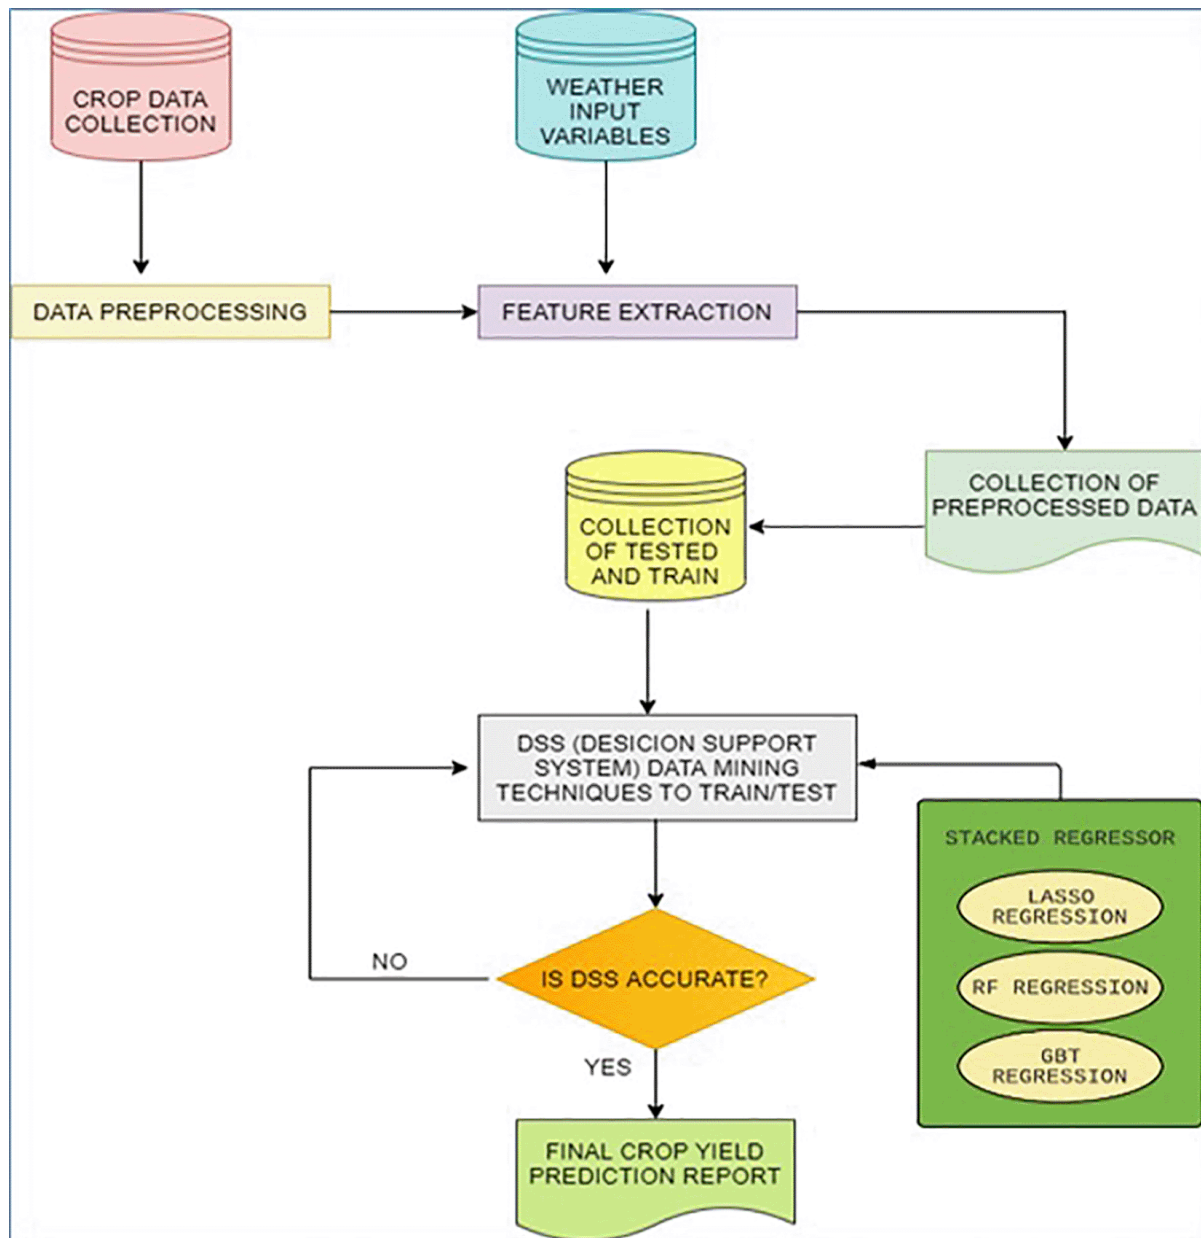 CROP DATA
COLLECTION
WEATHER
INPUT
VARIABLES
DATA PREPROCESSING
FEATURE EXTRACTION
COLLECTION OF
PREPROCESSED DATA
COLLECTION
OF TESTED
AND TRAIN
DSS (DESICION SUPPORT
SYSTEM) DATA MINING
TECHNIQUES TO TRAIN/TEST
STACKED REGRESSOR
LASSO
REGRESSION
RF REGRESSION
GBT
REGRESSION
IS DSS ACCURATE?
NO
YES
FINAL CROP YIELD
PREDICTION REPORT